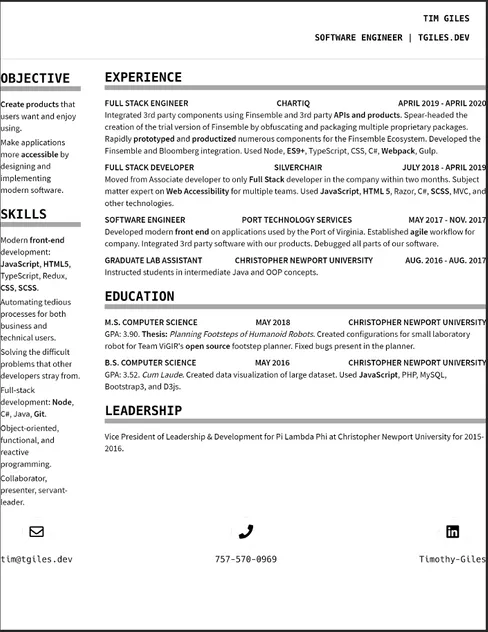 TIM GILES
SOFTWARE ENGINEER | TGILES.DEV
OBJECTIVE
Create products that
users want and enjoy
using.
Make applications
more accessible by
designing and
implementing
modern software.
SKILLS
Modern front-end
development:
JavaScript, HTML5,
TypeScript, Redux,
CSS, SCSS.
Automating tedious
processes for both
business and
technical users.
Solving the difficult
problems that other
developers stray from.
Full-stack
development: Node,
C#, Java, Git.
Object-oriented,
functional, and
reactive
programming.
Collaborator,
presenter, servant-
leader.
EXPERIENCE
FULL STACK ENGINEER CHARTIQ APRIL 2019 - APRIL 2020
Integrated 3rd party components using Finsemble and 3rd party APIs and products. Spear-headed the
creation of the trial version of Finsemble by obfuscating and packaging multiple proprietary packages.
Rapidly prototyped and productized numerous components for the Finsemble Ecosystem. Developed the
Finsemble and Bloomberg integration. Used Node, ES9+, TypeScript, CSS, C#, Webpack, Gulp.
FULL STACK DEVELOPER SILVERCHAIR JULY 2018 - APRIL 2019
Moved from Associate developer to only Full Stack developer in the company within two months. Subject
matter expert on Web Accessibility for multiple teams. Used JavaScript, HTML 5, Razor, C#, SCSS, MVC, and
other technologies.
SOFTWARE ENGINEER PORT TECHNOLOGY SERVICES MAY 2017 - NOV. 2017
Developed modern front end on applications used by the Port of Virginia. Established agile workflow for
company. Integrated 3rd party software with our products. Debugged all parts of our software.
GRADUATE LAB ASSISTANT CHRISTOPHER NEWPORT UNIVERSITY AUG. 2016 - AUG. 2017
Instructed students in intermediate Java and OOP concepts.
EDUCATION
M.S. COMPUTER SCIENCE MAY 2018 CHRISTOPHER NEWPORT UNIVERSITY
GPA: 3.90. Thesis: Planning Footsteps of Humanoid Robots. Created configurations for small laboratory
robot for Team ViGIR's open source footstep planner. Fixed bugs present in the planner.
B.S. COMPUTER SCIENCE MAY 2016 CHRISTOPHER NEWPORT UNIVERSITY
GPA: 3.52. Cum Laude. Created data visualization of large dataset. Used JavaScript, PHP, MySQL,
Bootstrap3, and D3js.
LEADERSHIP
Vice President of Leadership & Development for Pi Lambda Phi at Christopher Newport University for 2015-
2016.
tim@tgiles.dev 757-570-0969 Timothy-Giles